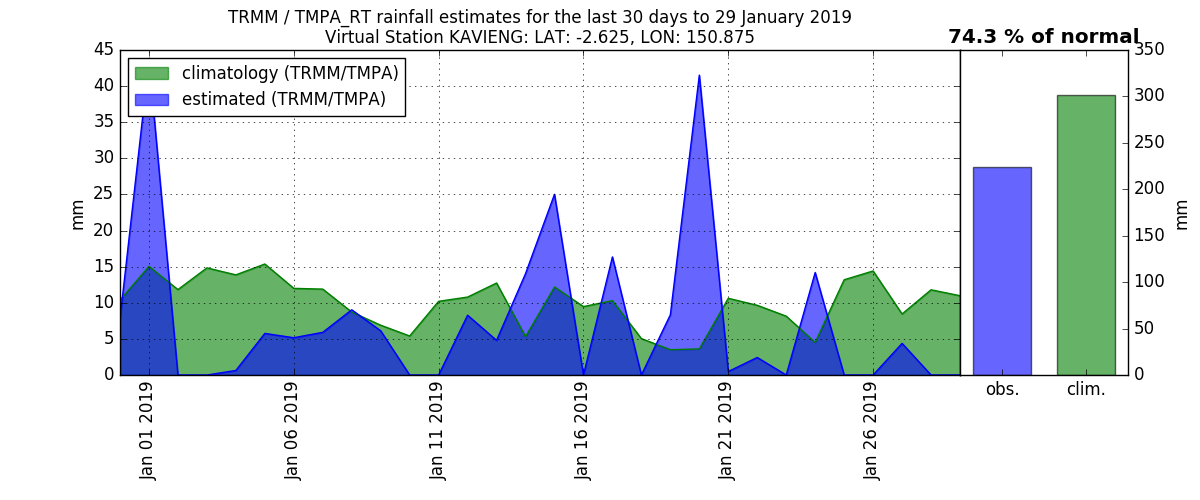 TRMM / TMPA_RT rainfall estimates for the last 30 days to 29 January 2019
Virtual Station KAVIENG: LAT: -2.625, LON: 150.875
74.3 % of normal
climatology (TRMM/TMPA)
estimated (TRMM/TMPA)
45
40
35
30
25
20
15
10
5
0
mm
Jan 01 2019
Jan 06 2019
Jan 11 2019
Jan 16 2019
Jan 21 2019
Jan 26 2019
350
300
250
200
150
100
50
0
mm
obs.
clim.